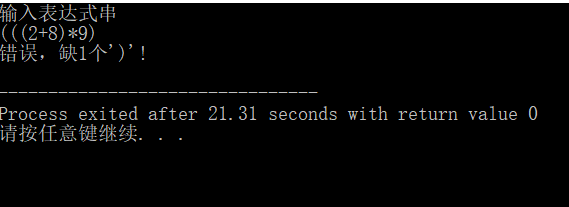 输入表达式串
(((2+8)*9)
错误，缺1个')'!
--------------------------------
Process exited after 21.31 seconds with return value 0
请按任意键继续. . .